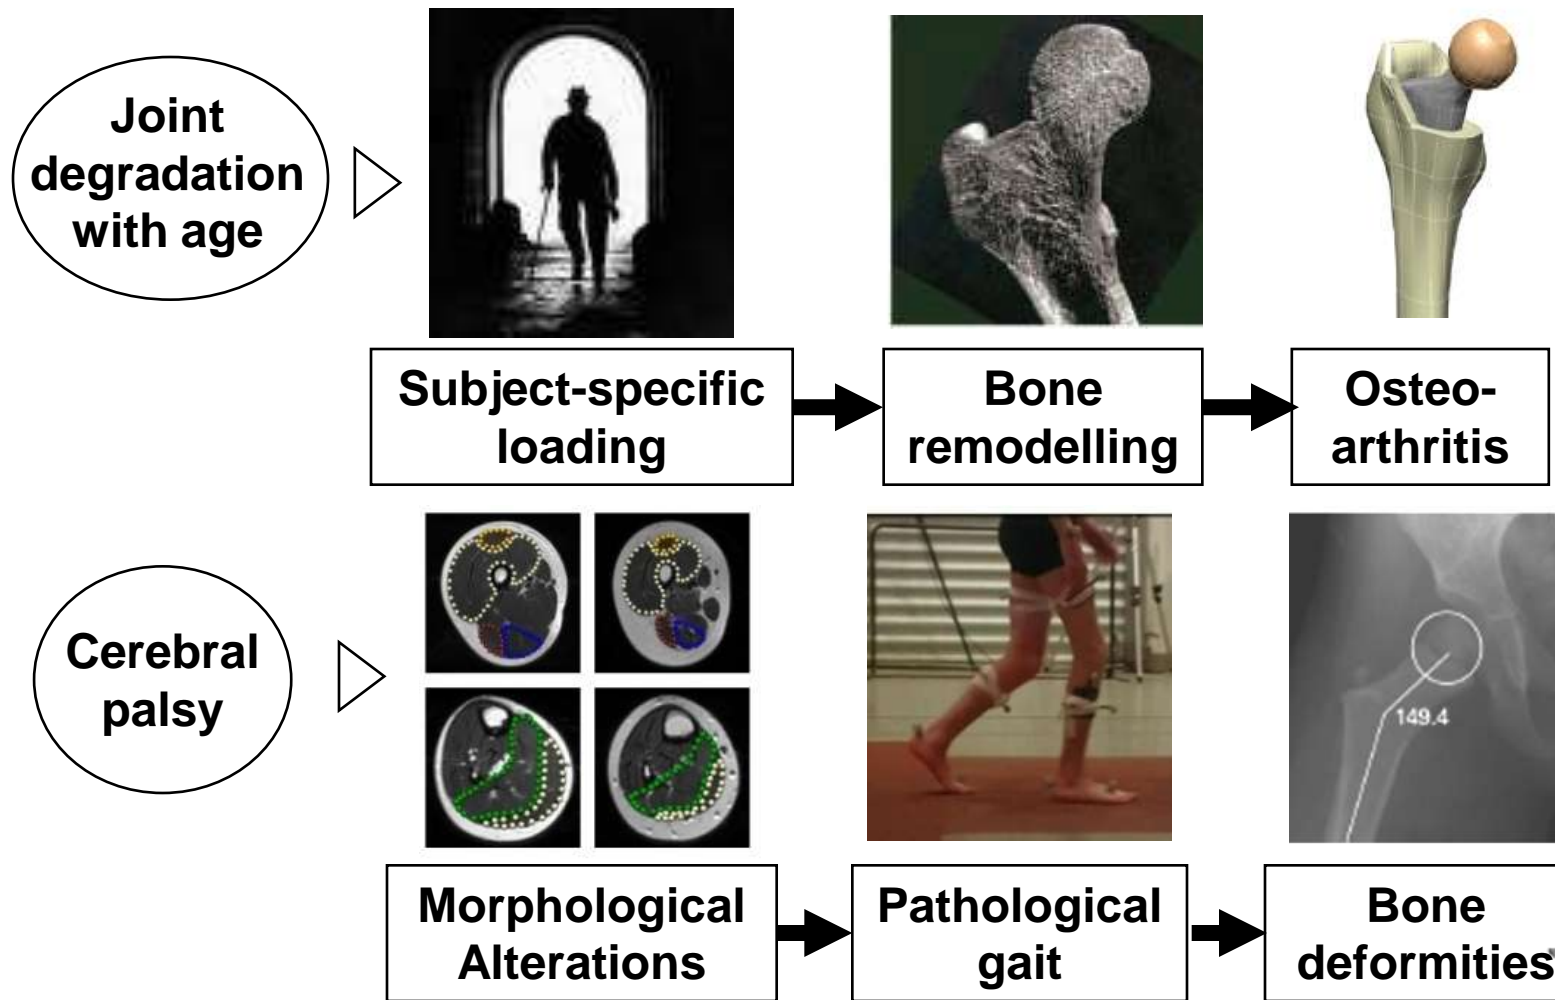 Joint
degradation
with age
Subject-specific
loading
Bone
remodelling
Osteo-
arthritis
Cerebral
palsy
149.4
Morphological
Alterations
Pathological
gait
Bone
deformities